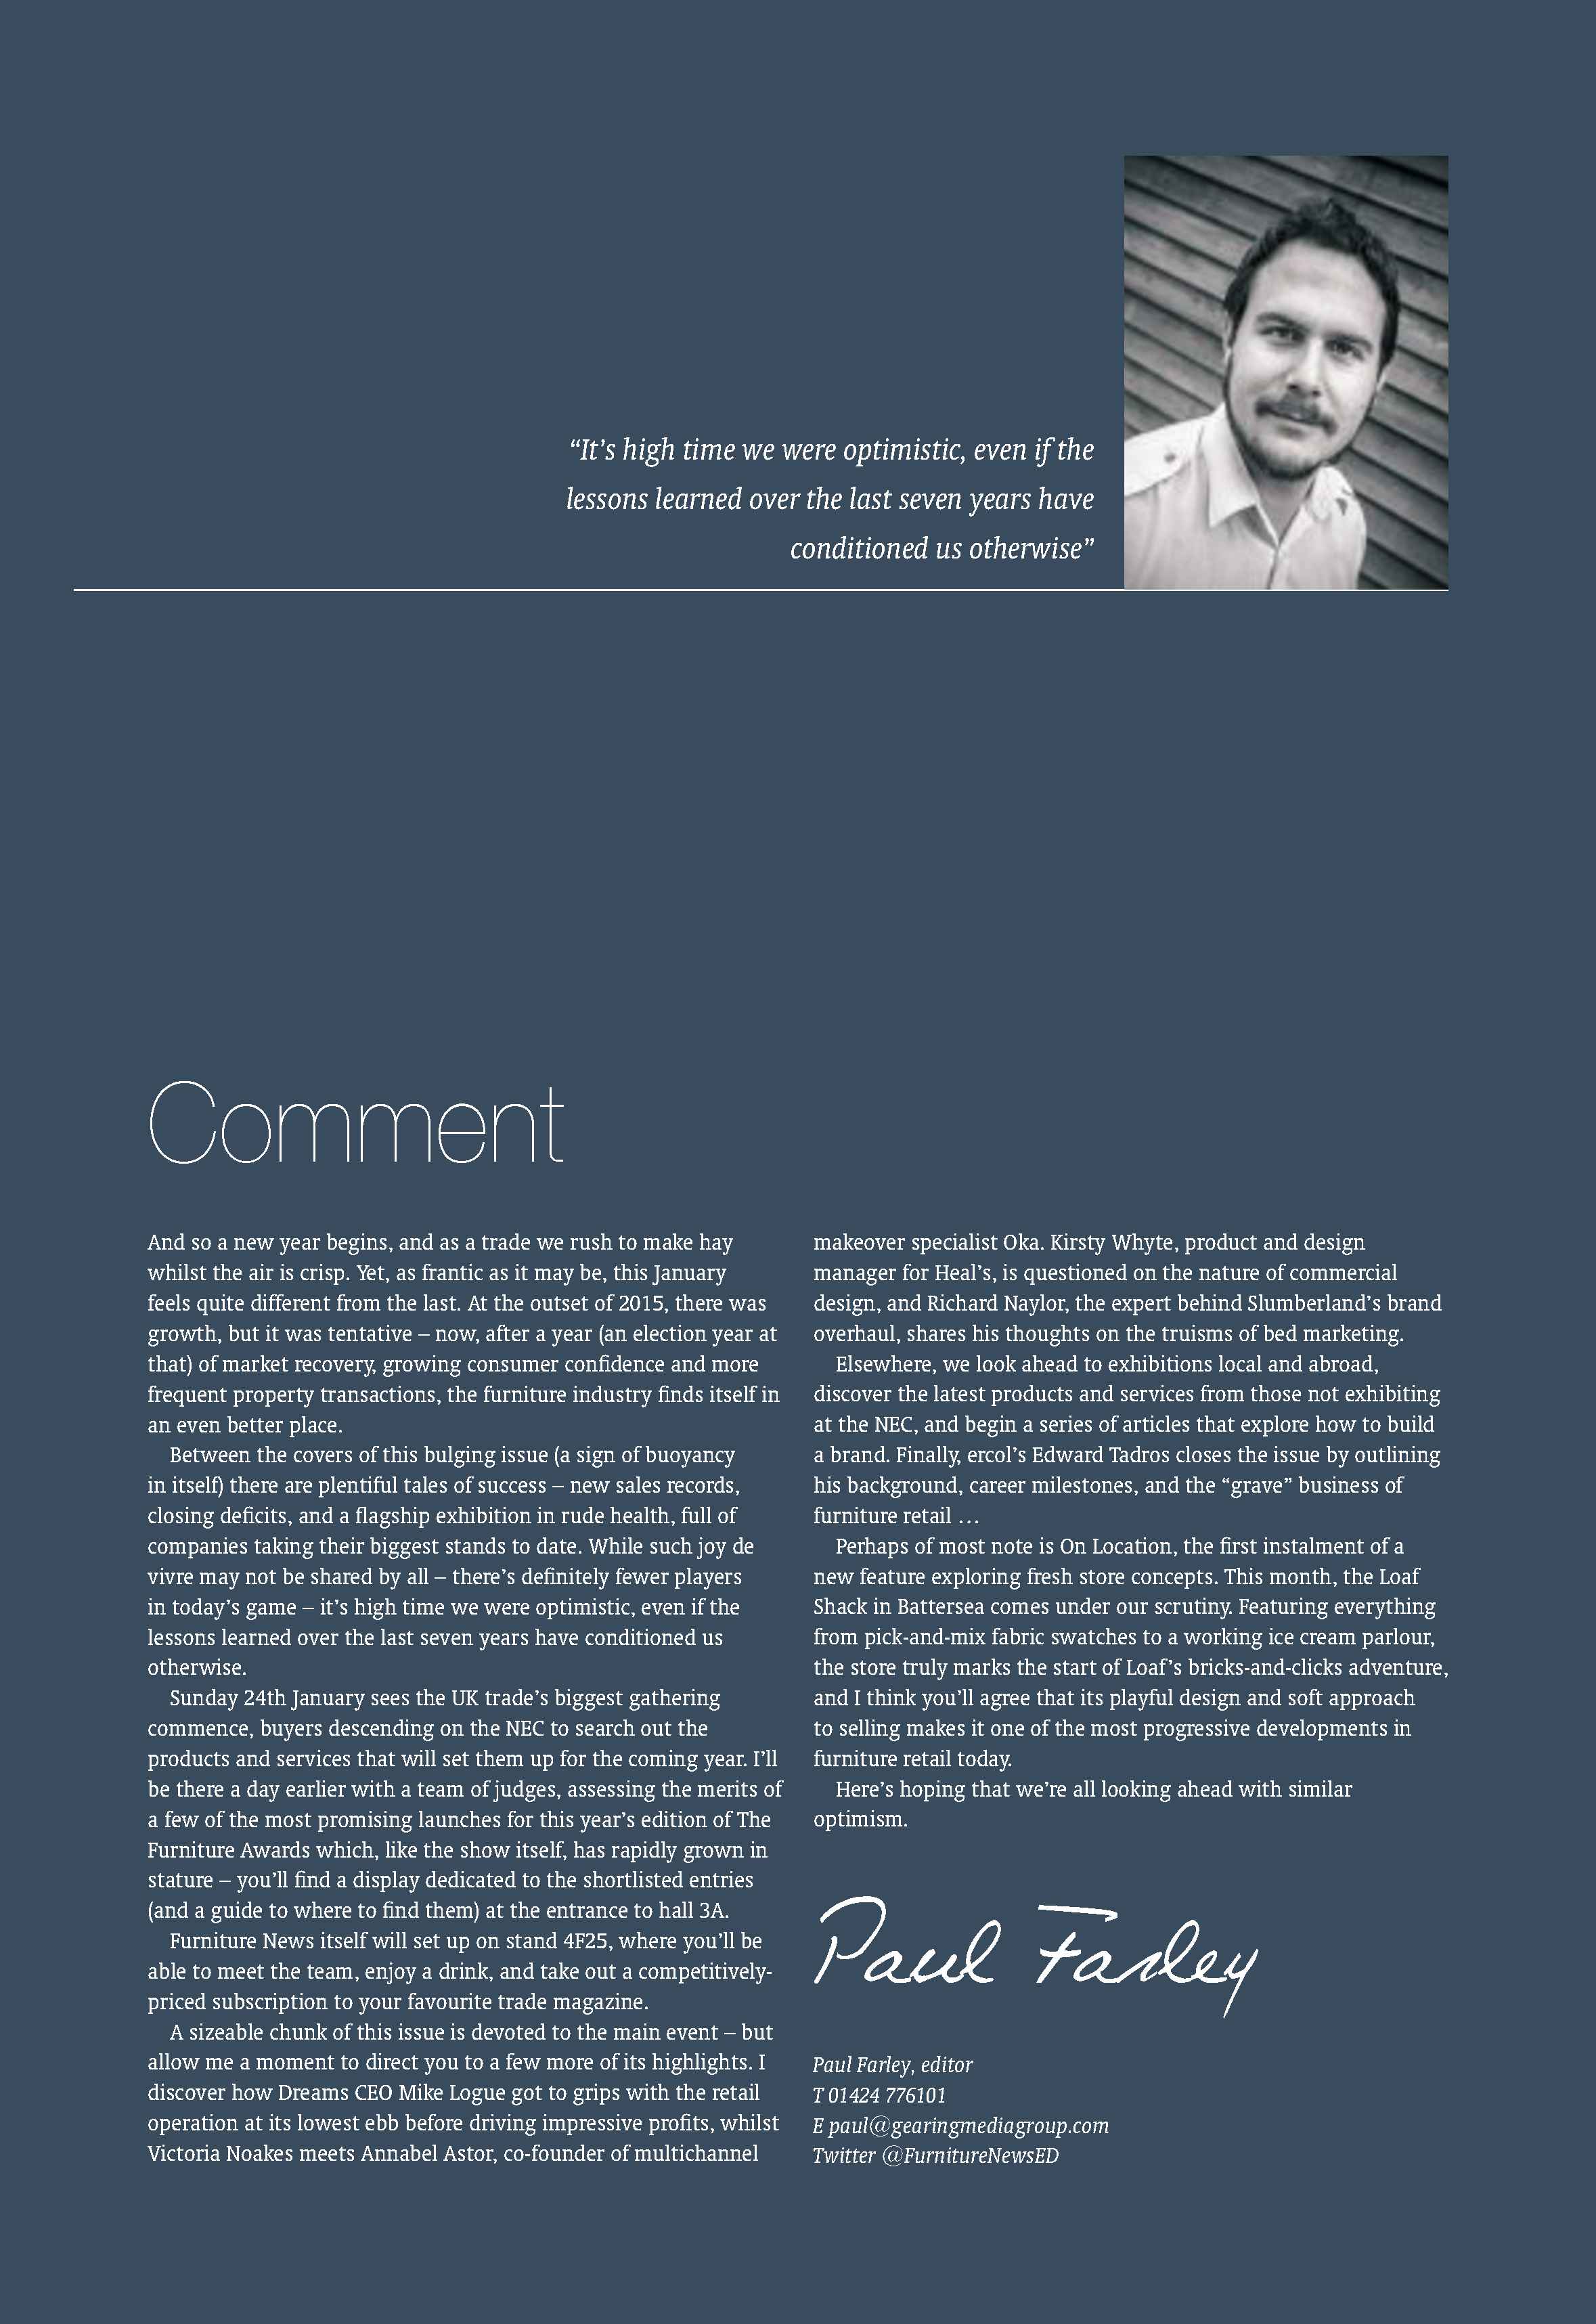 “It’s high time we were optimistic, even if the
lessons learned over the last seven years have
conditioned us otherwise”
Comment
And so a new year begins, and as a trade we rush to make hay
whilst the air is crisp. Yet, as frantic as it may be, this January
feels quite different from the last. At the outset of 2015, there was
growth, but it was tentative – now, after a year (an election year at
that) of market recovery, growing consumer confidence and more
frequent property transactions, the furniture industry finds itself in
an even better place.
Between the covers of this bulging issue (a sign of buoyancy
in itself) there are plentiful tales of success – new sales records,
closing deficits, and a flagship exhibition in rude health, full of
companies taking their biggest stands to date. While such joy de
vivre may not be shared by all – there’s definitely fewer players
in today’s game – it’s high time we were optimistic, even if the
lessons learned over the last seven years have conditioned us
otherwise.
Sunday 24th January sees the UK trade’s biggest gathering
commence, buyers descending on the NEC to search out the
products and services that will set them up for the coming year. I’ll
be there a day earlier with a team of judges, assessing the merits of
a few of the most promising launches for this year’s edition of The
Furniture Awards which, like the show itself, has rapidly grown in
stature – you’ll find a display dedicated to the shortlisted entries
(and a guide to where to find them) at the entrance to hall 3A.
Furniture News itself will set up on stand 4F25, where you’ll be
able to meet the team, enjoy a drink, and take out a competitively-
priced subscription to your favourite trade magazine.
A sizeable chunk of this issue is devoted to the main event – but
allow me a moment to direct you to a few more of its highlights. I
discover how Dreams CEO Mike Logue got to grips with the retail
operation at its lowest ebb before driving impressive profits, whilst
Victoria Noakes meets Annabel Astor, co-founder of multichannel
makeover specialist Oka. Kirsty Whyte, product and design
manager for Heal’s, is questioned on the nature of commercial
design, and Richard Naylor, the expert behind Slumberland’s brand
overhaul, shares his thoughts on the truisms of bed marketing.
Elsewhere, we look ahead to exhibitions local and abroad,
discover the latest products and services from those not exhibiting
at the NEC, and begin a series of articles that explore how to build
a brand. Finally, ercol’s Edward Tadros closes the issue by outlining
his background, career milestones, and the “grave” business of
furniture retail …
Perhaps of most note is On Location, the first instalment of a
new feature exploring fresh store concepts. This month, the Loaf
Shack in Battersea comes under our scrutiny. Featuring everything
from pick-and-mix fabric swatches to a working ice cream parlour,
the store truly marks the start of Loaf’s bricks-and-clicks adventure,
and I think you’ll agree that its playful design and soft approach
to selling makes it one of the most progressive developments in
furniture retail today.
Here’s hoping that we’re all looking ahead with similar
optimism.
Paul Farley
Paul Farley, editor
T 01424 776101
E paul@gearingmediagroup.com
Twitter @FurnitureNewsED